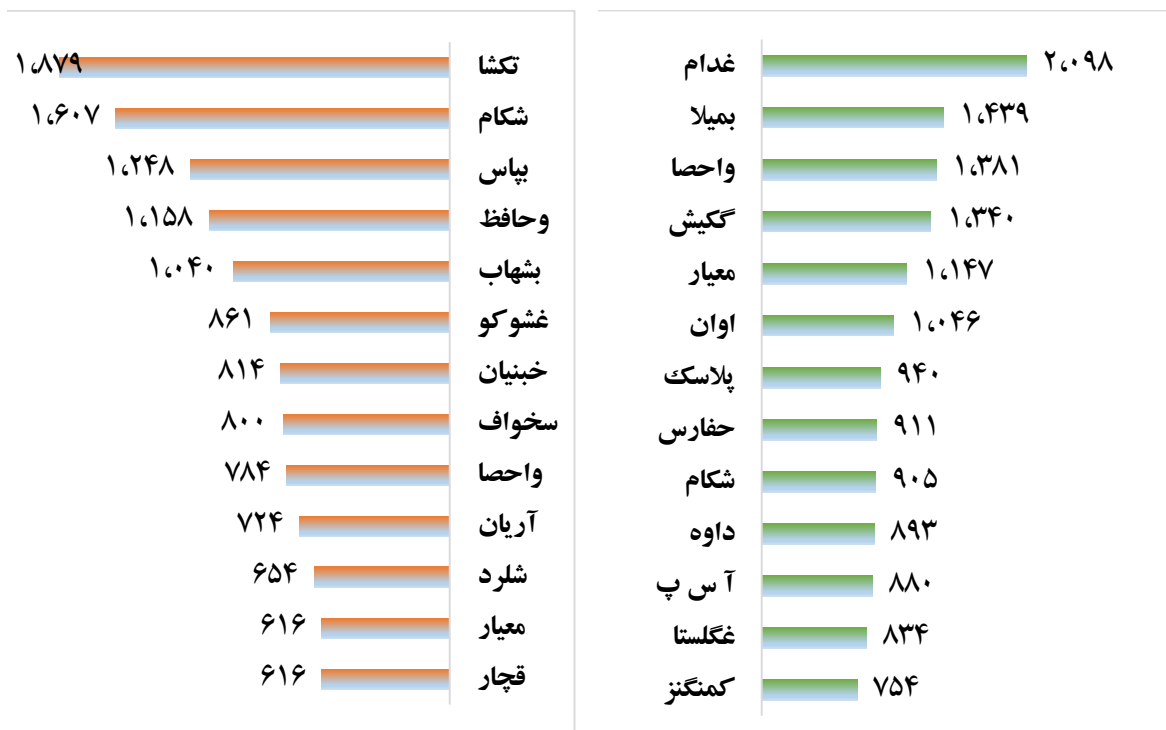 غدام ۲،۰۹۸
بمیلا ۱،۴۳۹
واحصا ۱،۳۸۱
گکیش ۱،۳۴۰
معیار ۱،۱۴۷
اوان ۱،۰۴۶
پلاسک ۹۴۰
حفارس ۹۱۱
شکام ۹۰۵
داوه ۸۹۳
آ س پ ۸۸۰
غگلستا ۸۳۴
کمنگنز ۷۵۴
تکشا ۱،۸۷۹
شکام ۱،۶۰۷
بپاس ۱،۲۴۸
وحافظ ۱،۱۵۸
بشهاب ۱،۰۴۰
غشوکو ۸۶۱
خبنیان ۸۱۴
سخواف ۸۰۰
واحصا ۷۸۴
آریان ۷۲۴
شلرد ۶۵۴
معیار ۶۱۶
قچار ۶۱۶